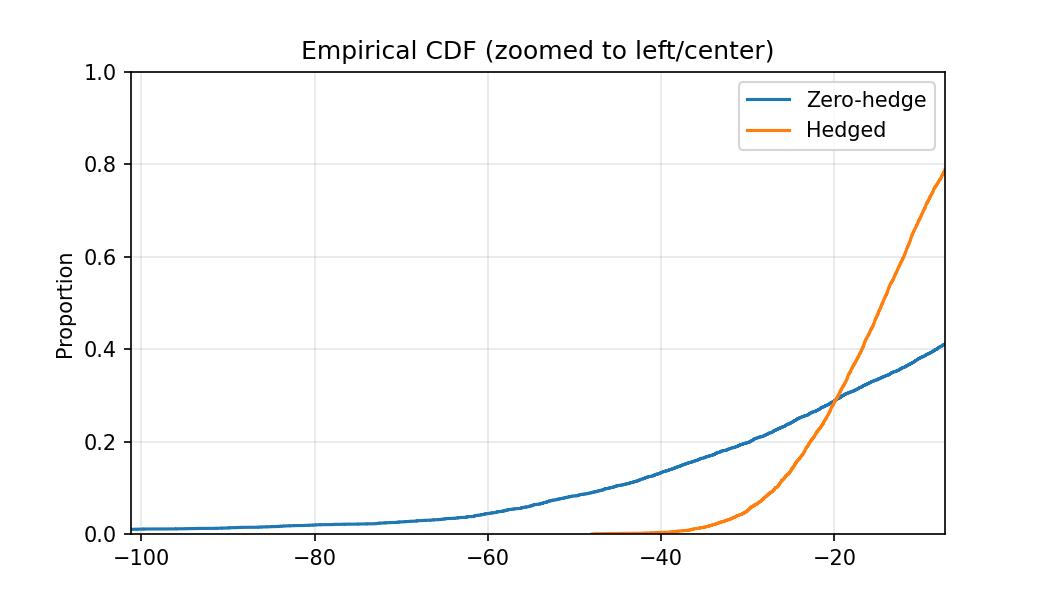 Empirical CDF (zoomed to left/center)
Zero-hedge
Hedged
Proportion
1.0
0.8
0.6
0.4
0.2
0.0
−100
−80
−60
−40
−20